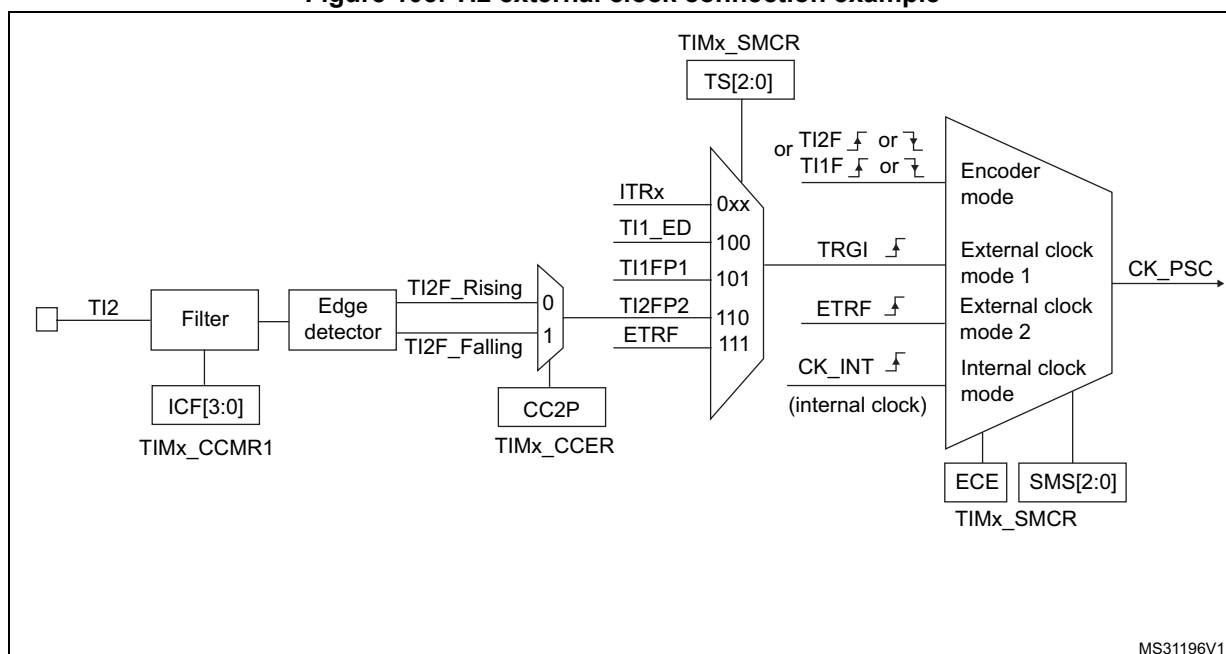 TIMx_SMCR
TS[2:0]
or TI2F or
TI1F or
Encoder
mode
ITRx
0xx
TI1_ED
100
TI1FP1
101
TRGI
External clock
mode 1
CK_PSC
TI2
Filter
Edge
detector
TI2F_Rising
0
TI2F_Falling
1
TI2FP2
110
ETRF
111
ETRF
External clock
mode 2
CK_INT
(internal clock)
Internal clock
mode
ICF[3:0]
TIMx_CCMR1
CC2P
TIMx_CCER
ECE
SMS[2:0]
TIMx_SMCR
MS31196V1